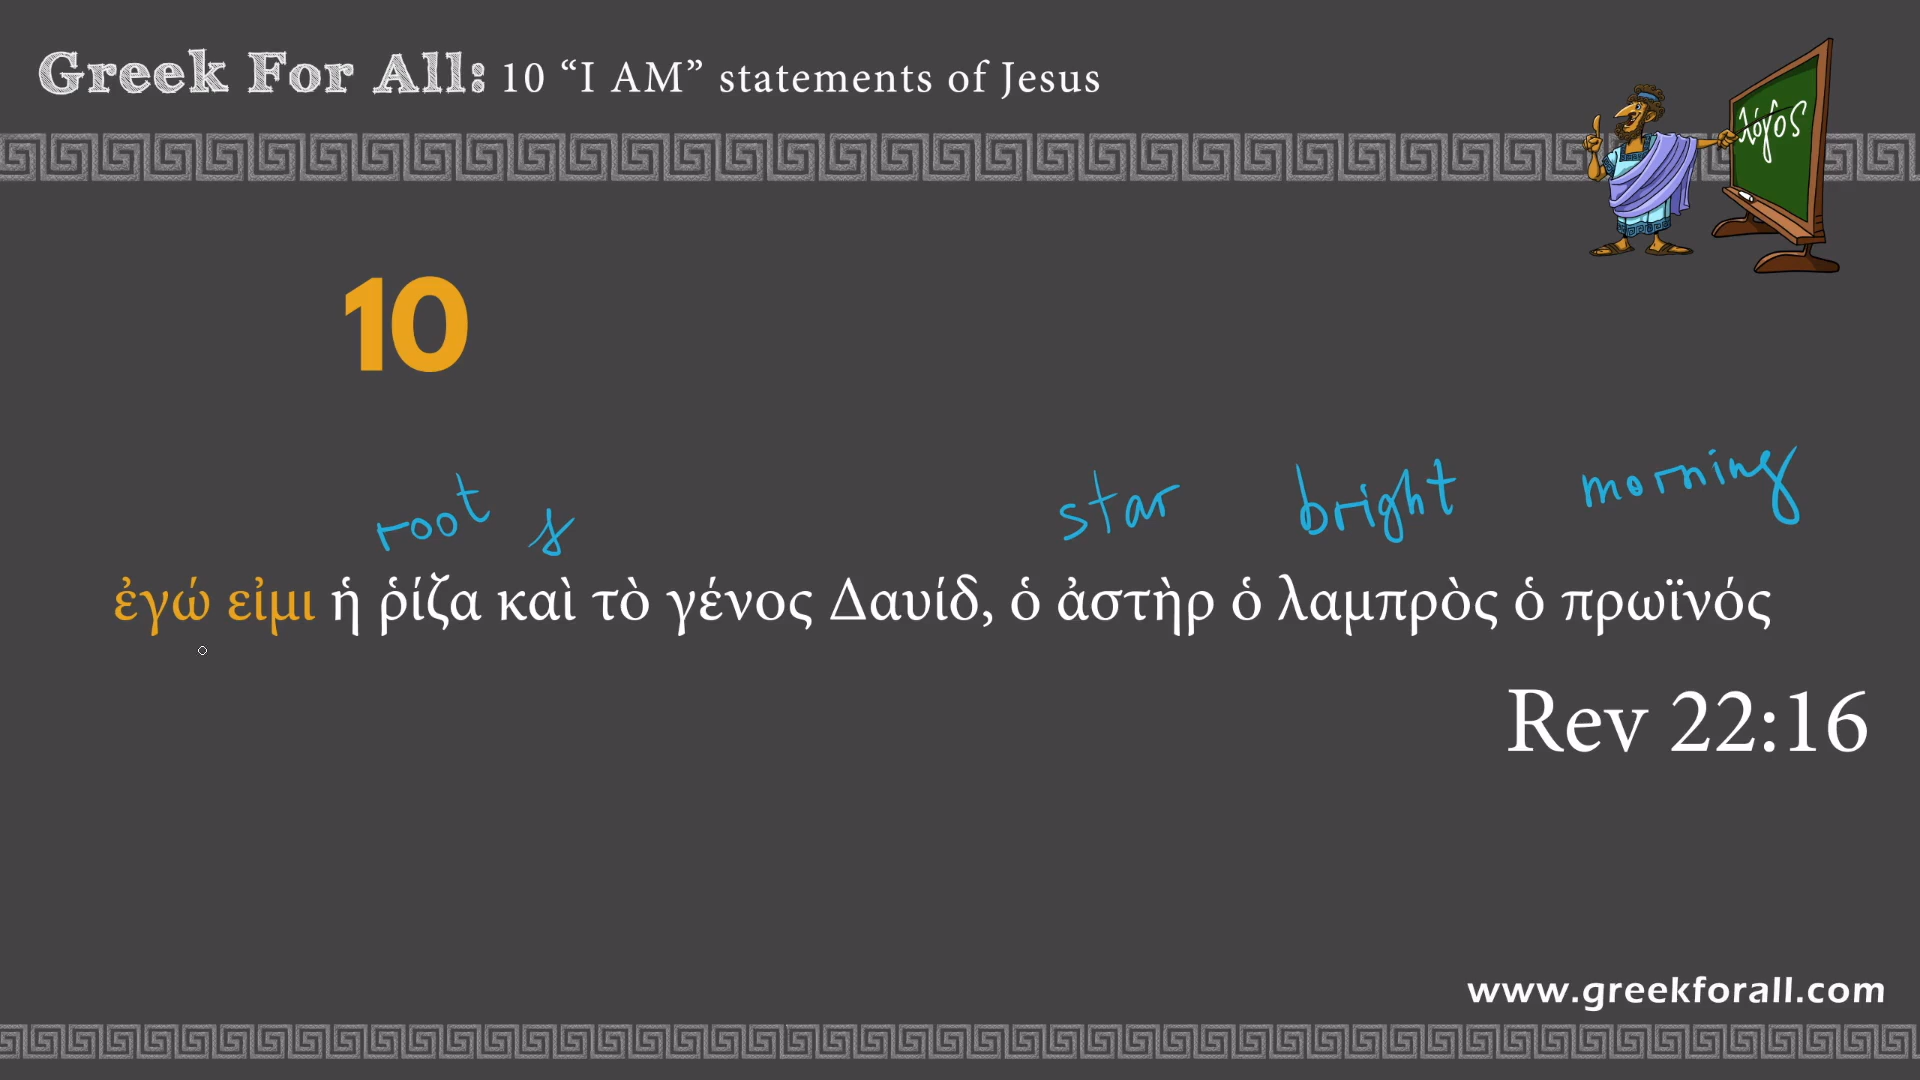 Greek For All: 10 “I AM” statements of Jesus
λόγος
10
root & star bright morning
ἐγώ εἰμι ἡ ῥίζα καὶ τὸ γένος Δαυίδ, ὁ ἀστὴρ ὁ λαμπρὸς ὁ πρωϊνός
Rev 22:16
www.greekforall.com